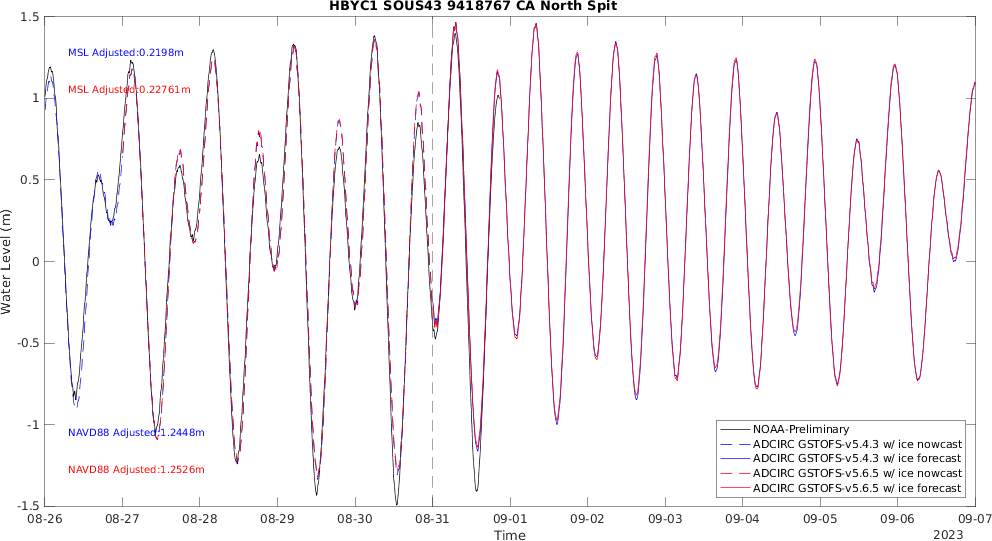 HBYC1 SOUS43 9418767 CA North Spit
1.5
1
0.5
0
-0.5
-1
-1.5
Water Level (m)
MSL Adjusted:0.2198m
MSL Adjusted:0.22761m
NAVD88 Adjusted:1.2448m
NAVD88 Adjusted:1.2526m
NOAA-Preliminary
ADCIRC GSTOFS-v5.4.3 w/ ice nowcast
ADCIRC GSTOFS-v5.4.3 w/ ice forecast
ADCIRC GSTOFS-v5.6.5 w/ ice nowcast
ADCIRC GSTOFS-v5.6.5 w/ ice forecast
08-26 08-27 08-28 08-29 08-30 08-31 09-01 09-02 09-03 09-04 09-05 09-06 09-07
Time
2023